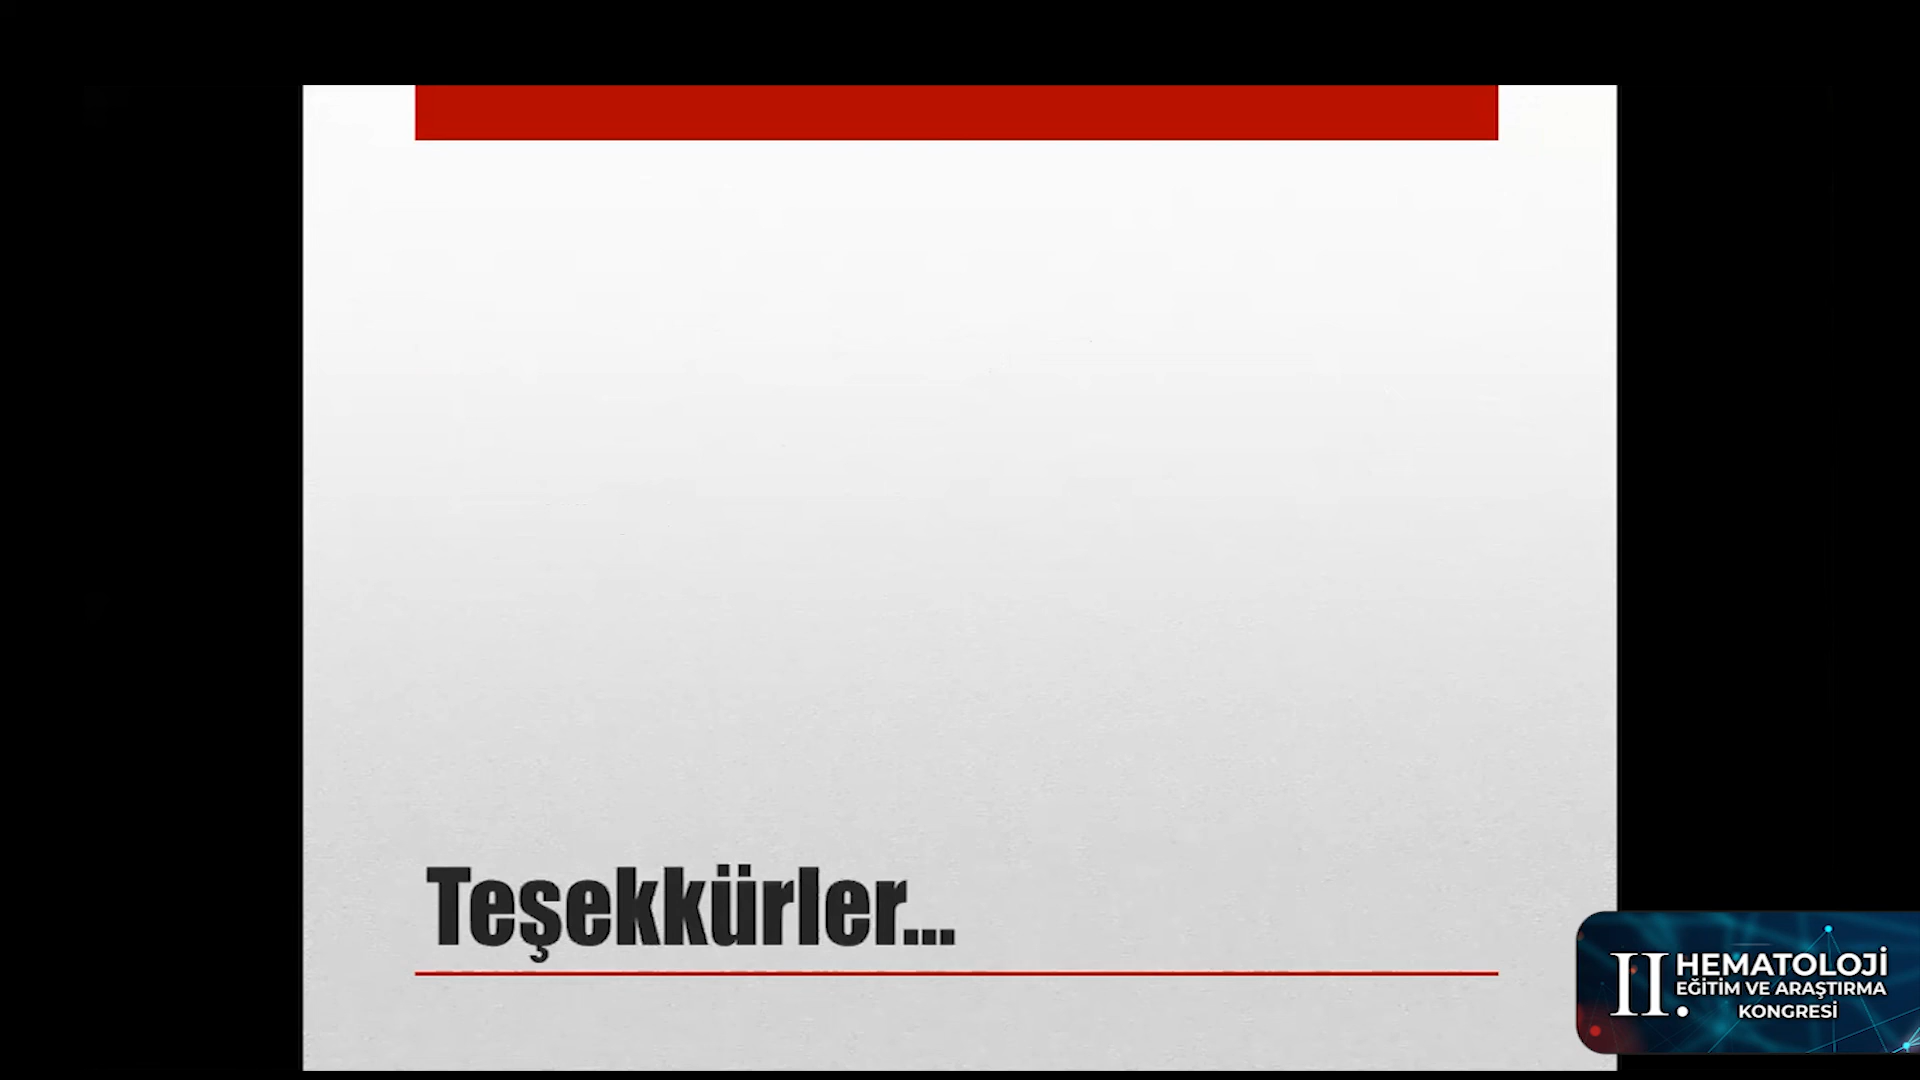 Teşekkürler...
II. HEMATOLOJİ
EĞİTİM VE ARAŞTIRMA
KONGRESİ